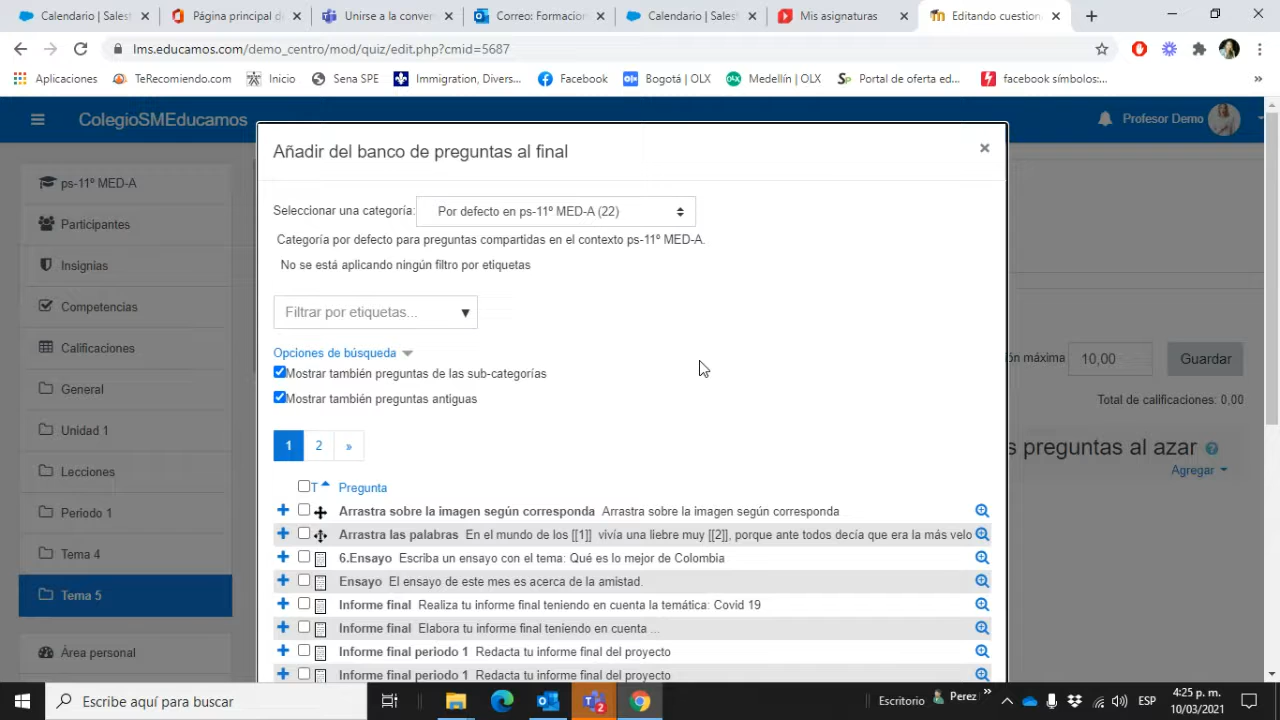 Calendario | Salesf
Página principal d
Unirse a la conver
Correo: Formacion
Calendario | Salesf
Mis asignaturas
Editando cuestion
lms.educamos.com/demo_centro/mod/quiz/edit.php?cmid=5687
Aplicaciones
TeRecomiendo.com
Inicio
Sena SPE
Immigration, Divers...
Facebook
Bogotá | OLX
Medellín | OLX
Portal de oferta ed...
facebook símbolos:...
ColegioSMEducamos
Profesor Demo
ps-11º MED-A
Participantes
Insignias
Competencias
Calificaciones
General
Unidad 1
Lecciones
Período 1
Tema 4
Tema 5
Área personal
Añadir del banco de preguntas al final
Seleccionar una categoría:
Por defecto en ps-11º MED-A (22)
Categoría por defecto para preguntas compartidas en el contexto ps-11º MED-A.
No se está aplicando ningún filtro por etiquetas
Filtrar por etiquetas...
Opciones de búsqueda
Mostrar también preguntas de las sub-categorías
Mostrar también preguntas antiguas
1 2 »
T Pregunta
Arrastra sobre la imagen según corresponda Arrastra sobre la imagen según corresponda
Arrastra las palabras En el mundo de los [[1]] vivía una liebre muy [[2]], porque ante todos decía que era la más velo
6.Ensayo Escriba un ensayo con el tema: Qué es lo mejor de Colombia
Ensayo El ensayo de este mes es acerca de la amistad.
Informe final Realiza tu informe final teniendo en cuenta la temática: Covid 19
Informe final Elabora tu informe final teniendo en cuenta ...
Informe final periodo 1 Redacta tu informe final del proyecto
Informe final periodo 1 Redacta tu informe final del proyecto
ón máxima 10,00 Guardar
Total de calificaciones: 0,00
s preguntas al azar
Agregar
Escribe aquí para buscar
2
Escritorio
Perez
ESP
4:25 p. m.
10/03/2021